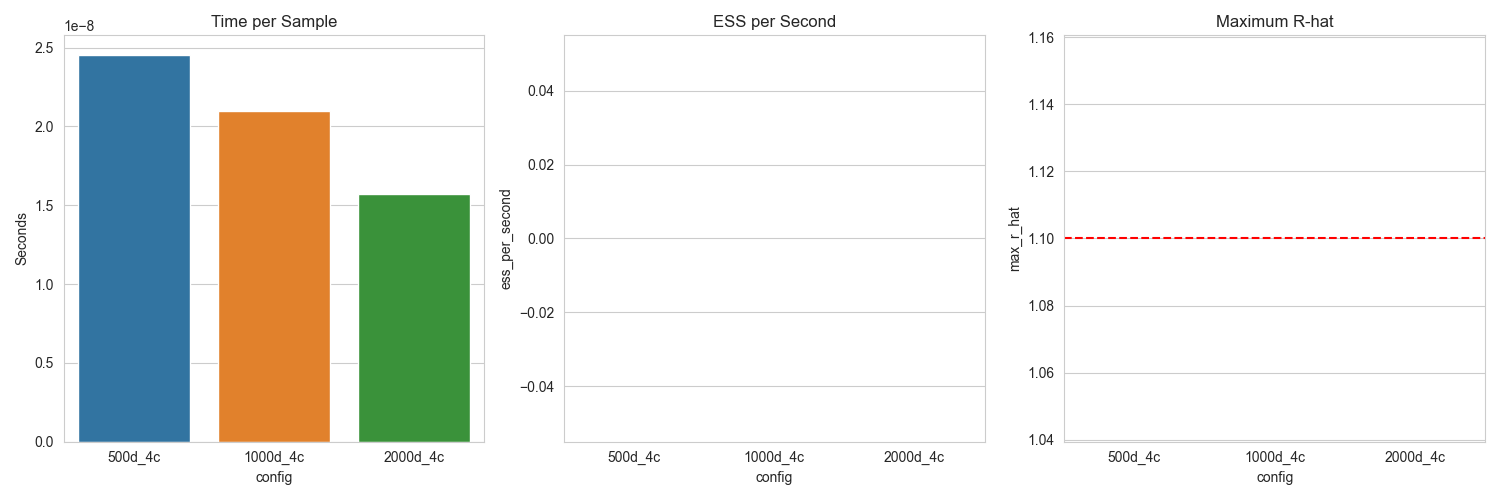 Time per Sample
1e−8
2.5
2.0
1.5
1.0
0.5
0.0
Seconds
500d_4c 1000d_4c 2000d_4c
config
ESS per Second
0.04
0.02
0.00
−0.02
−0.04
ess_per_second
500d_4c 1000d_4c 2000d_4c
config
Maximum R-hat
1.16
1.14
1.12
1.10
1.08
1.06
1.04
max_r_hat
500d_4c 1000d_4c 2000d_4c
config